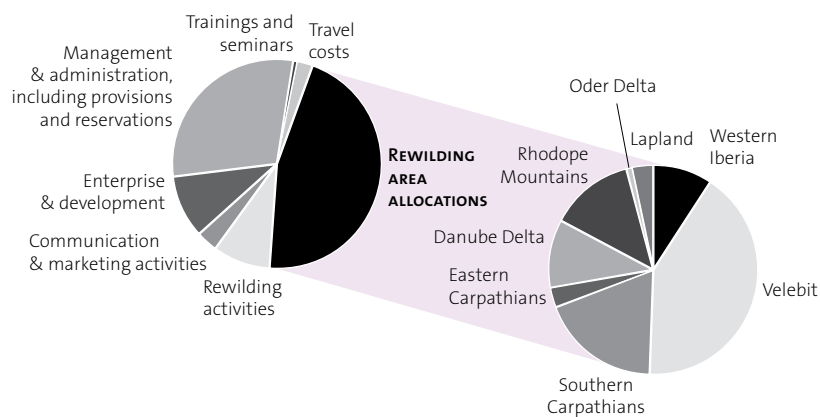 Trainings and
seminars
Travel
costs
Management
& administration,
including provisions
and reservations
Enterprise
& development
Communication
& marketing activities
Rewilding
activities
REWILDING
AREA
ALLOCATIONS
Oder Delta
Lapland
Western
Iberia
Rhodope
Mountains
Danube Delta
Eastern
Carpathians
Velebit
Southern
Carpathians